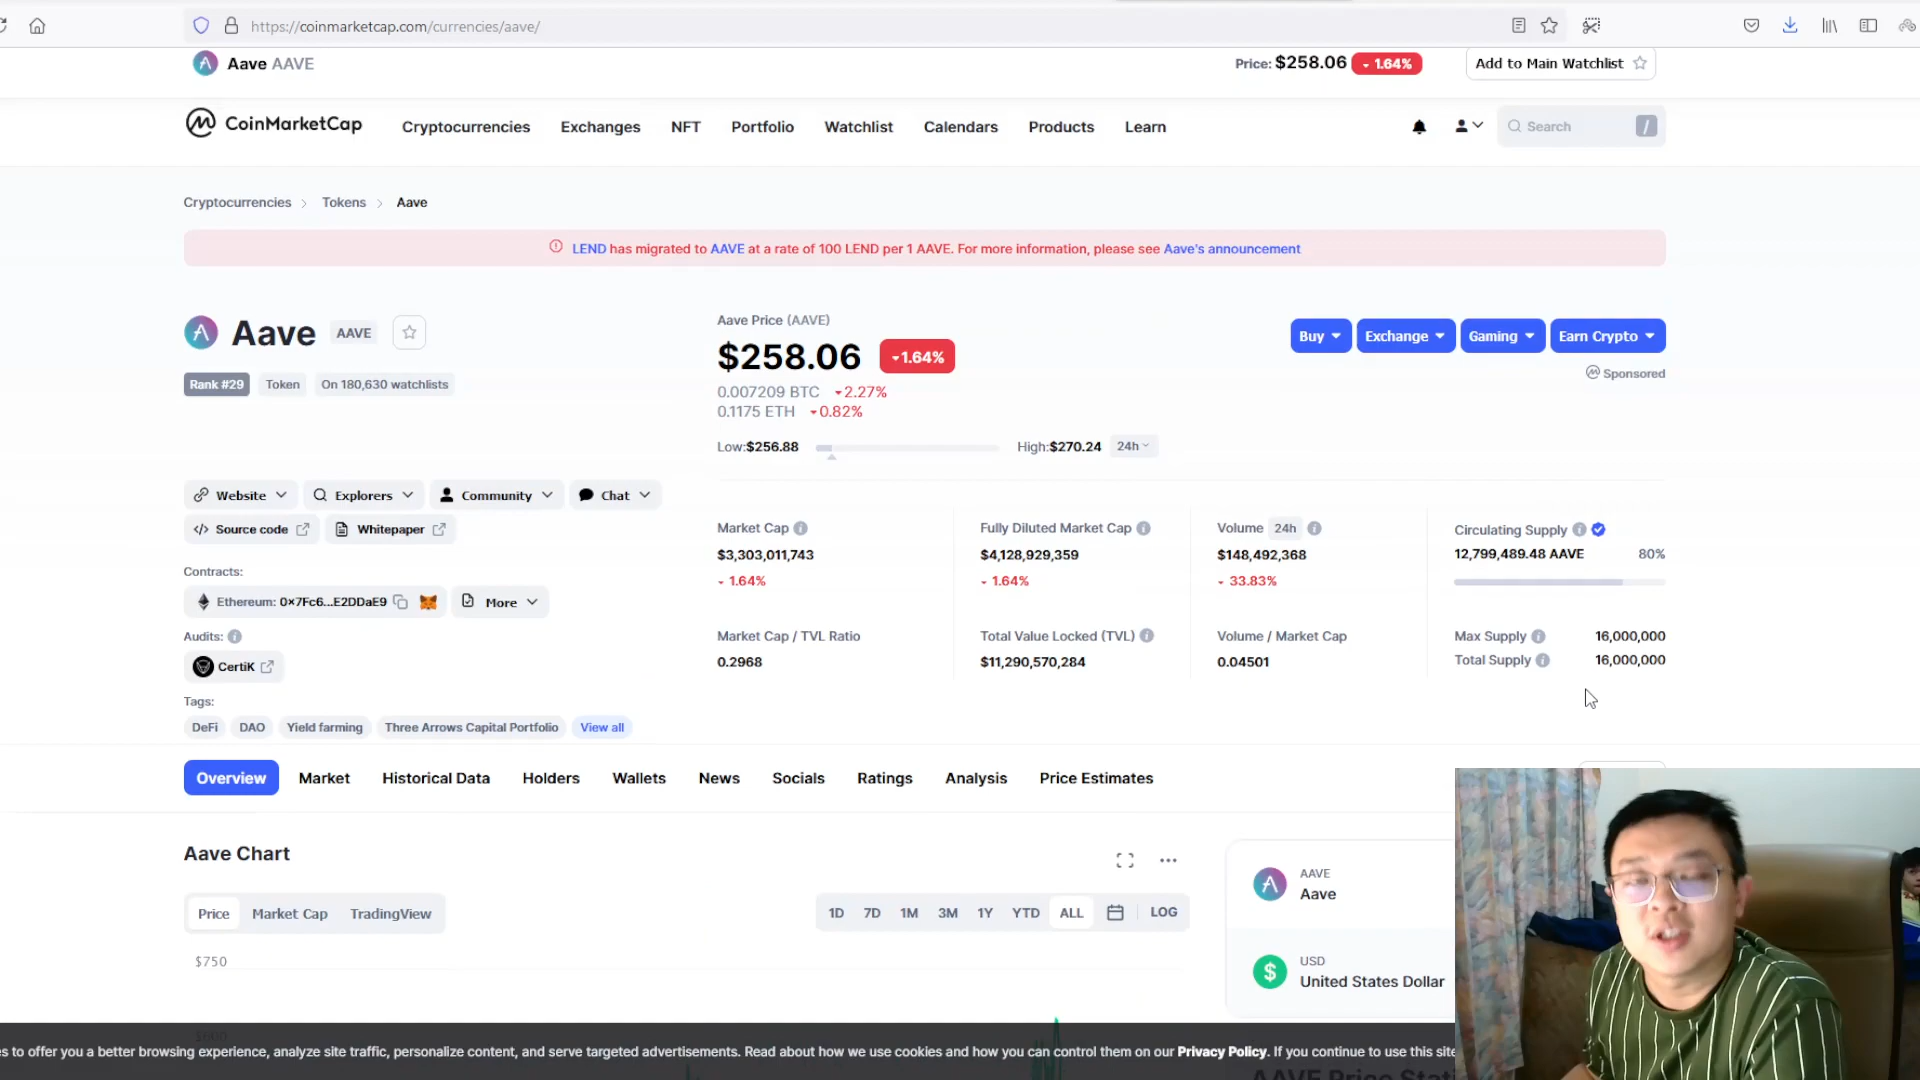 https://coinmarketcap.com/currencies/aave/
Aave AAVE
Price: $258.06 1.64%
Add to Main Watchlist
CoinMarketCap
Cryptocurrencies Exchanges NFT Portfolio Watchlist Calendars Products Learn
Search /
Cryptocurrencies > Tokens > Aave
LEND has migrated to AAVE at a rate of 100 LEND per 1 AAVE. For more information, please see Aave's announcement
Aave AAVE
Rank #29 Token On 180,630 watchlists
Aave Price (AAVE)
$258.06 1.64%
0.007209 BTC 2.27%
0.1175 ETH 0.82%
Low:$256.88 High:$270.24 24h
Buy Exchange Gaming Earn Crypto
Sponsored
Website Explorers Community Chat
Source code Whitepaper
Contracts:
Ethereum: 0x7Fc6...E2DDaE9 More
Audits:
CertiK
Tags:
DeFi DAO Yield farming Three Arrows Capital Portfolio View all
Market Cap
$3,303,011,743
1.64%
Fully Diluted Market Cap
$4,128,929,359
1.64%
Volume 24h
$148,492,368
33.83%
Circulating Supply
12,799,489.48 AAVE 80%
Market Cap / TVL Ratio
0.2968
Total Value Locked (TVL)
$11,290,570,284
Volume / Market Cap
0.04501
Max Supply 16,000,000
Total Supply 16,000,000
Overview Market Historical Data Holders Wallets News Socials Ratings Analysis Price Estimates
Aave Chart
Price Market Cap TradingView
1D 7D 1M 3M 1Y YTD ALL LOG
$750
AAVE
Aave
USD
United States Dollar
$600
s to offer you a better browsing experience, analyze site traffic, personalize content, and serve targeted advertisements. Read about how we use cookies and how you can control them on our Privacy Policy. If you continue to use this site
AAVE Price Stati